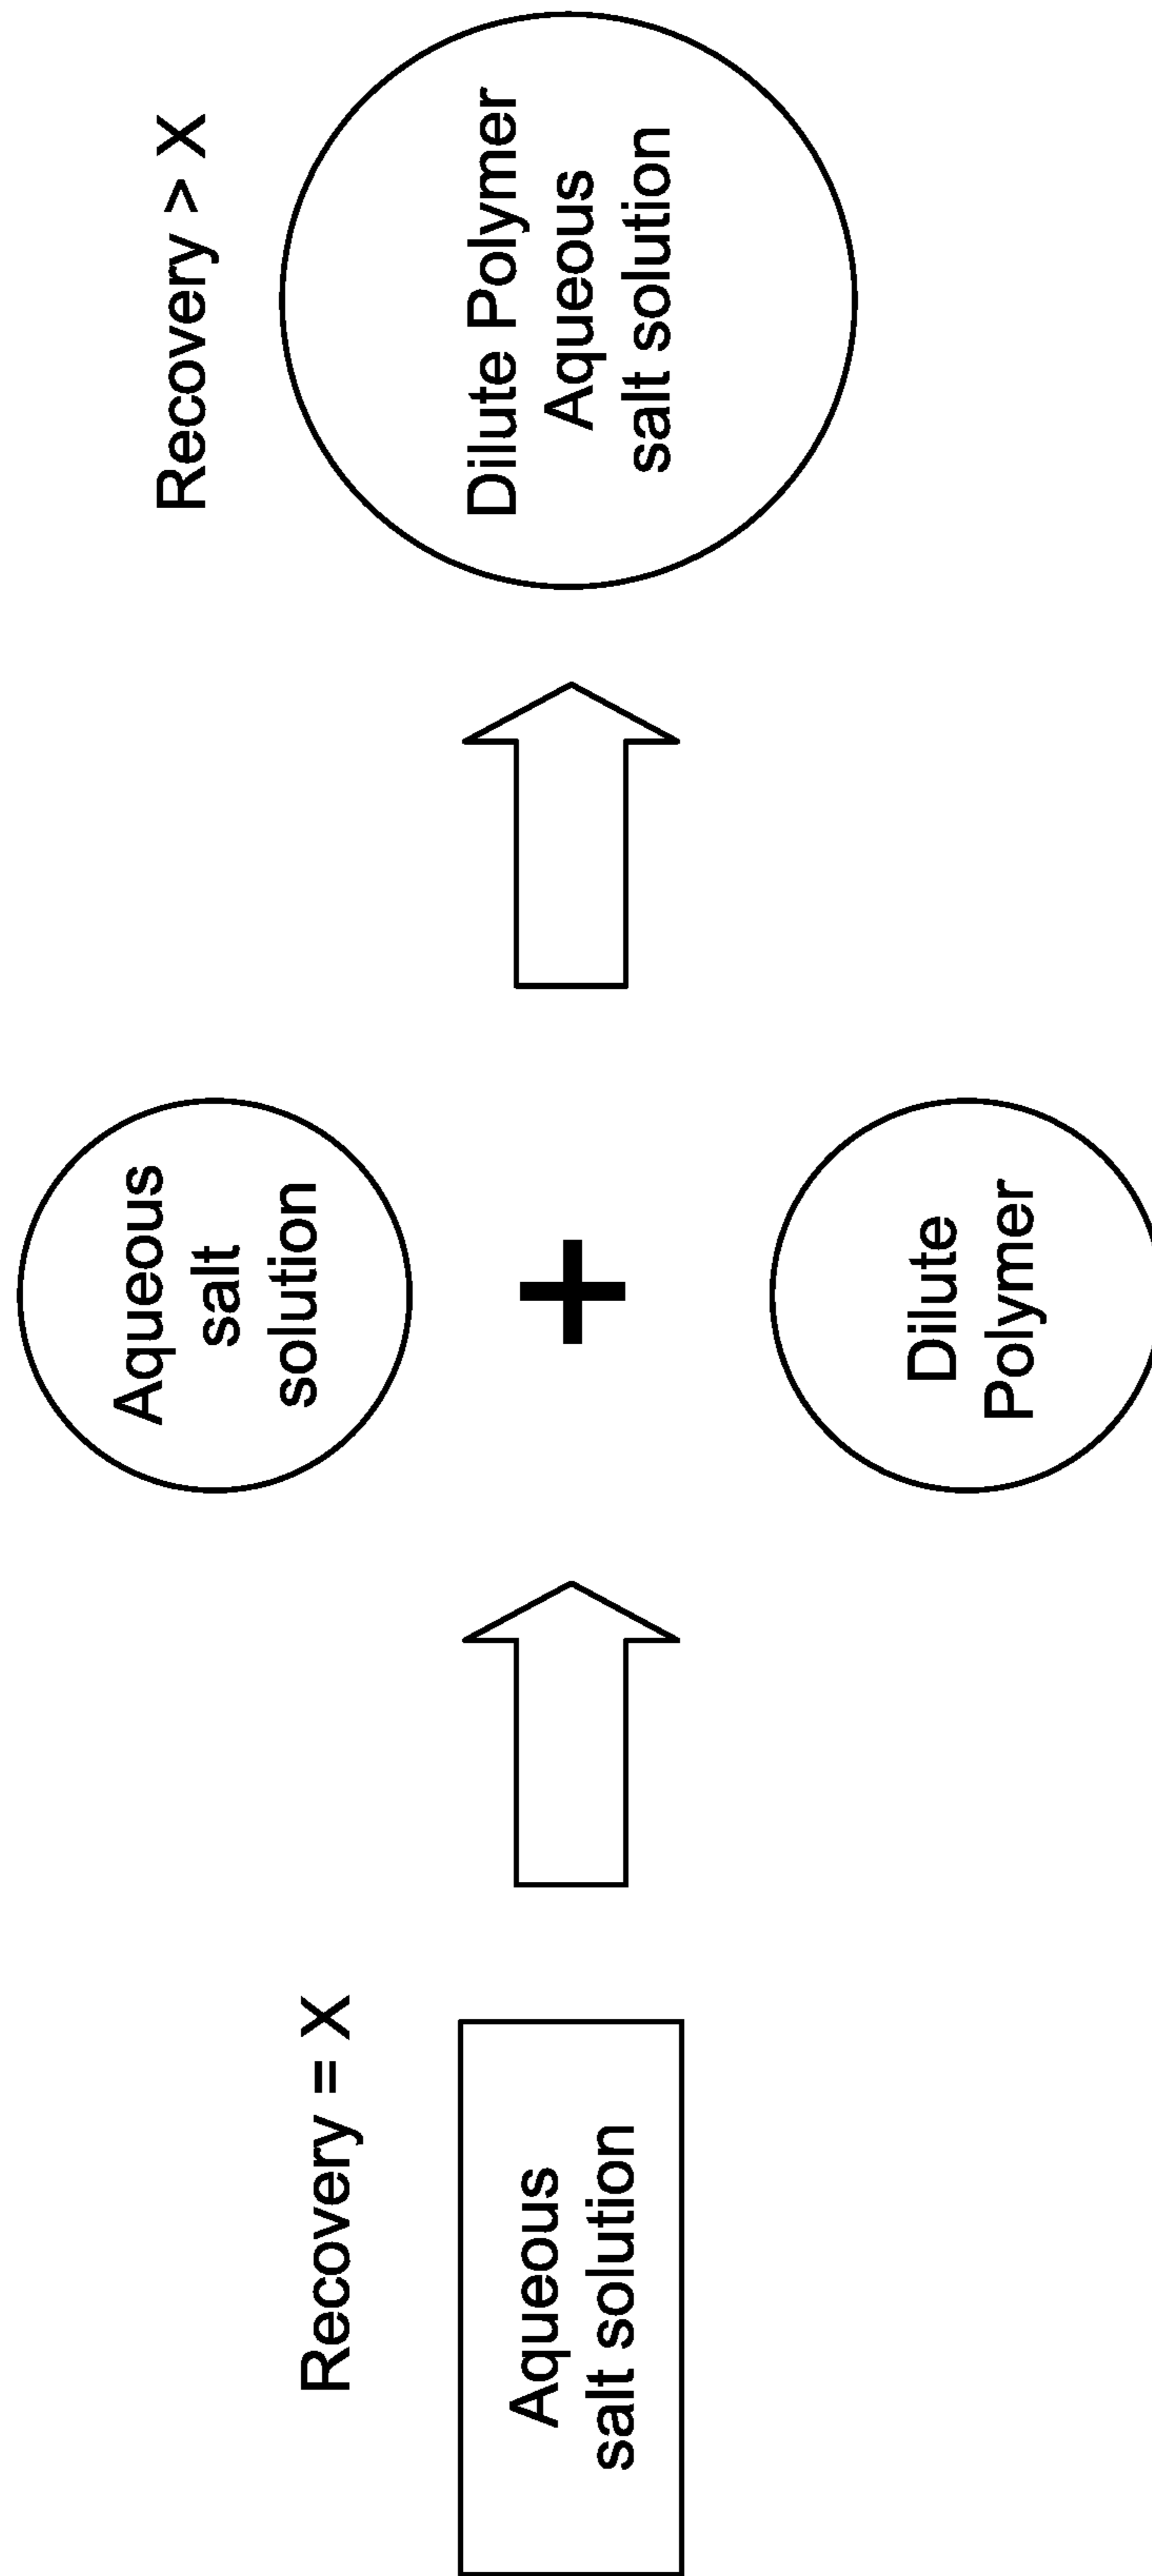 Recovery = X
Aqueous
salt solution
Aqueous
salt
solution
+
Dilute
Polymer
Recovery > X
Dilute Polymer
Aqueous
salt solution